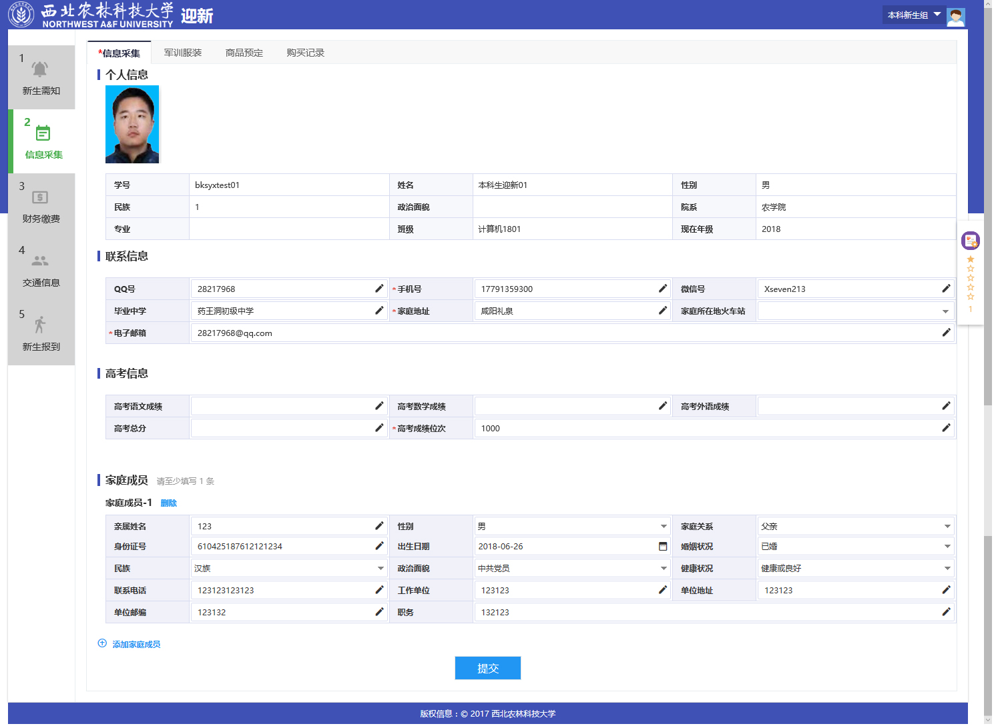 西北农林科技大学 迎新
NORTHWEST A&F UNIVERSITY
本科新生组
1
新生需知
2
信息采集
3
财务缴费
4
交通信息
5
新生报到
*信息采集 军训服装 商品预定 购买记录
个人信息
学号 bksyxtest01 姓名 本科生迎新01 性别 男
民族 1 政治面貌 院系 农学院
专业 班级 计算机1801 现在年级 2018
联系信息
QQ号 28217968 *手机号 17791359300 微信号 Xseven213
毕业中学 药王洞初级中学 *家庭地址 咸阳礼泉 家庭所在地火车站
*电子邮箱 28217968@qq.com
1
高考信息
高考语文成绩 高考数学成绩 高考外语成绩
高考总分 *高考成绩位次 1000
家庭成员 请至少填写 1 条
家庭成员-1 删除
亲属姓名 123 性别 男 家庭关系 父亲
身份证号 610425187612121234 出生日期 2018-06-26 婚姻状况 已婚
民族 汉族 政治面貌 中共党员 健康状况 健康或良好
联系电话 123123123123 工作单位 123123 单位地址 123123
单位邮编 123132 职务 132123
添加家庭成员
提交
版权信息：© 2017 西北农林科技大学